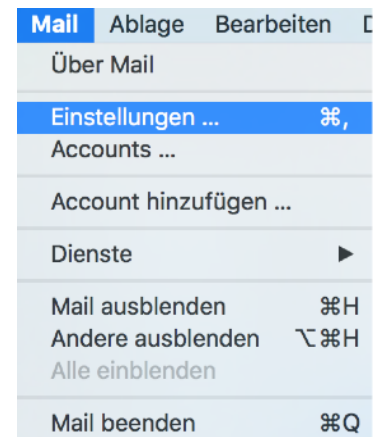 Mail Ablage Bearbeiten
Über Mail
Einstellungen ... ⌘,
Accounts ...
Account hinzufügen ...
Dienste ▶
Mail ausblenden ⌘H
Andere ausblenden ⌥⌘H
Alle einblenden
Mail beenden ⌘Q